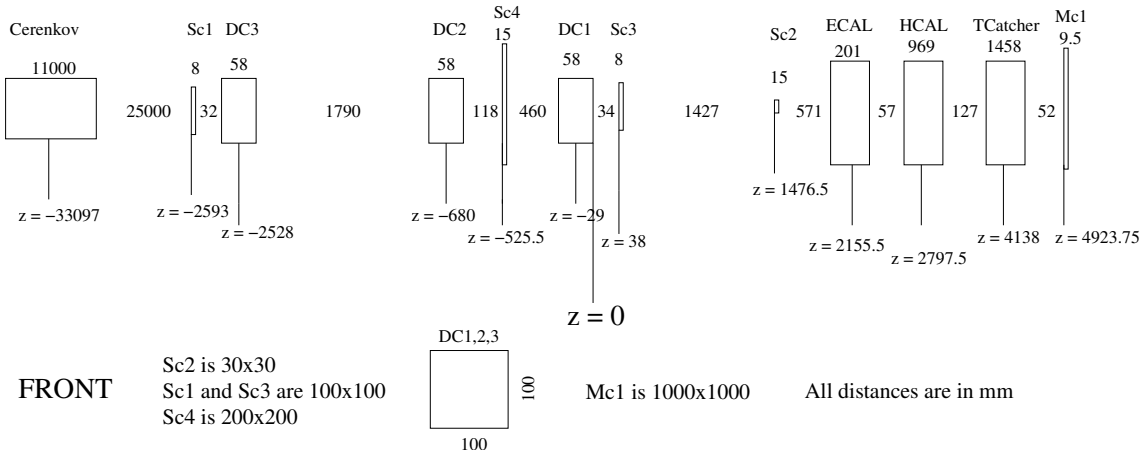 Cerenkov Sc1 DC3 DC2 Sc4 DC1 Sc3 Sc2 ECAL HCAL TCatcher Mc1
11000 8 58 58 15 58 8 15 201 969 1458 9.5
25000 32 1790 118 460 34 1427 571 57 127 52
z = −33097 z = −2593 z = −2528 z = −680 z = −525.5 z = −29 z = 38 z = 1476.5 z = 2155.5 z = 2797.5 z = 4138 z = 4923.75
z = 0
DC1,2,3
FRONT
Sc2 is 30x30
Sc1 and Sc3 are 100x100
Sc4 is 200x200
100
100
Mc1 is 1000x1000
All distances are in mm